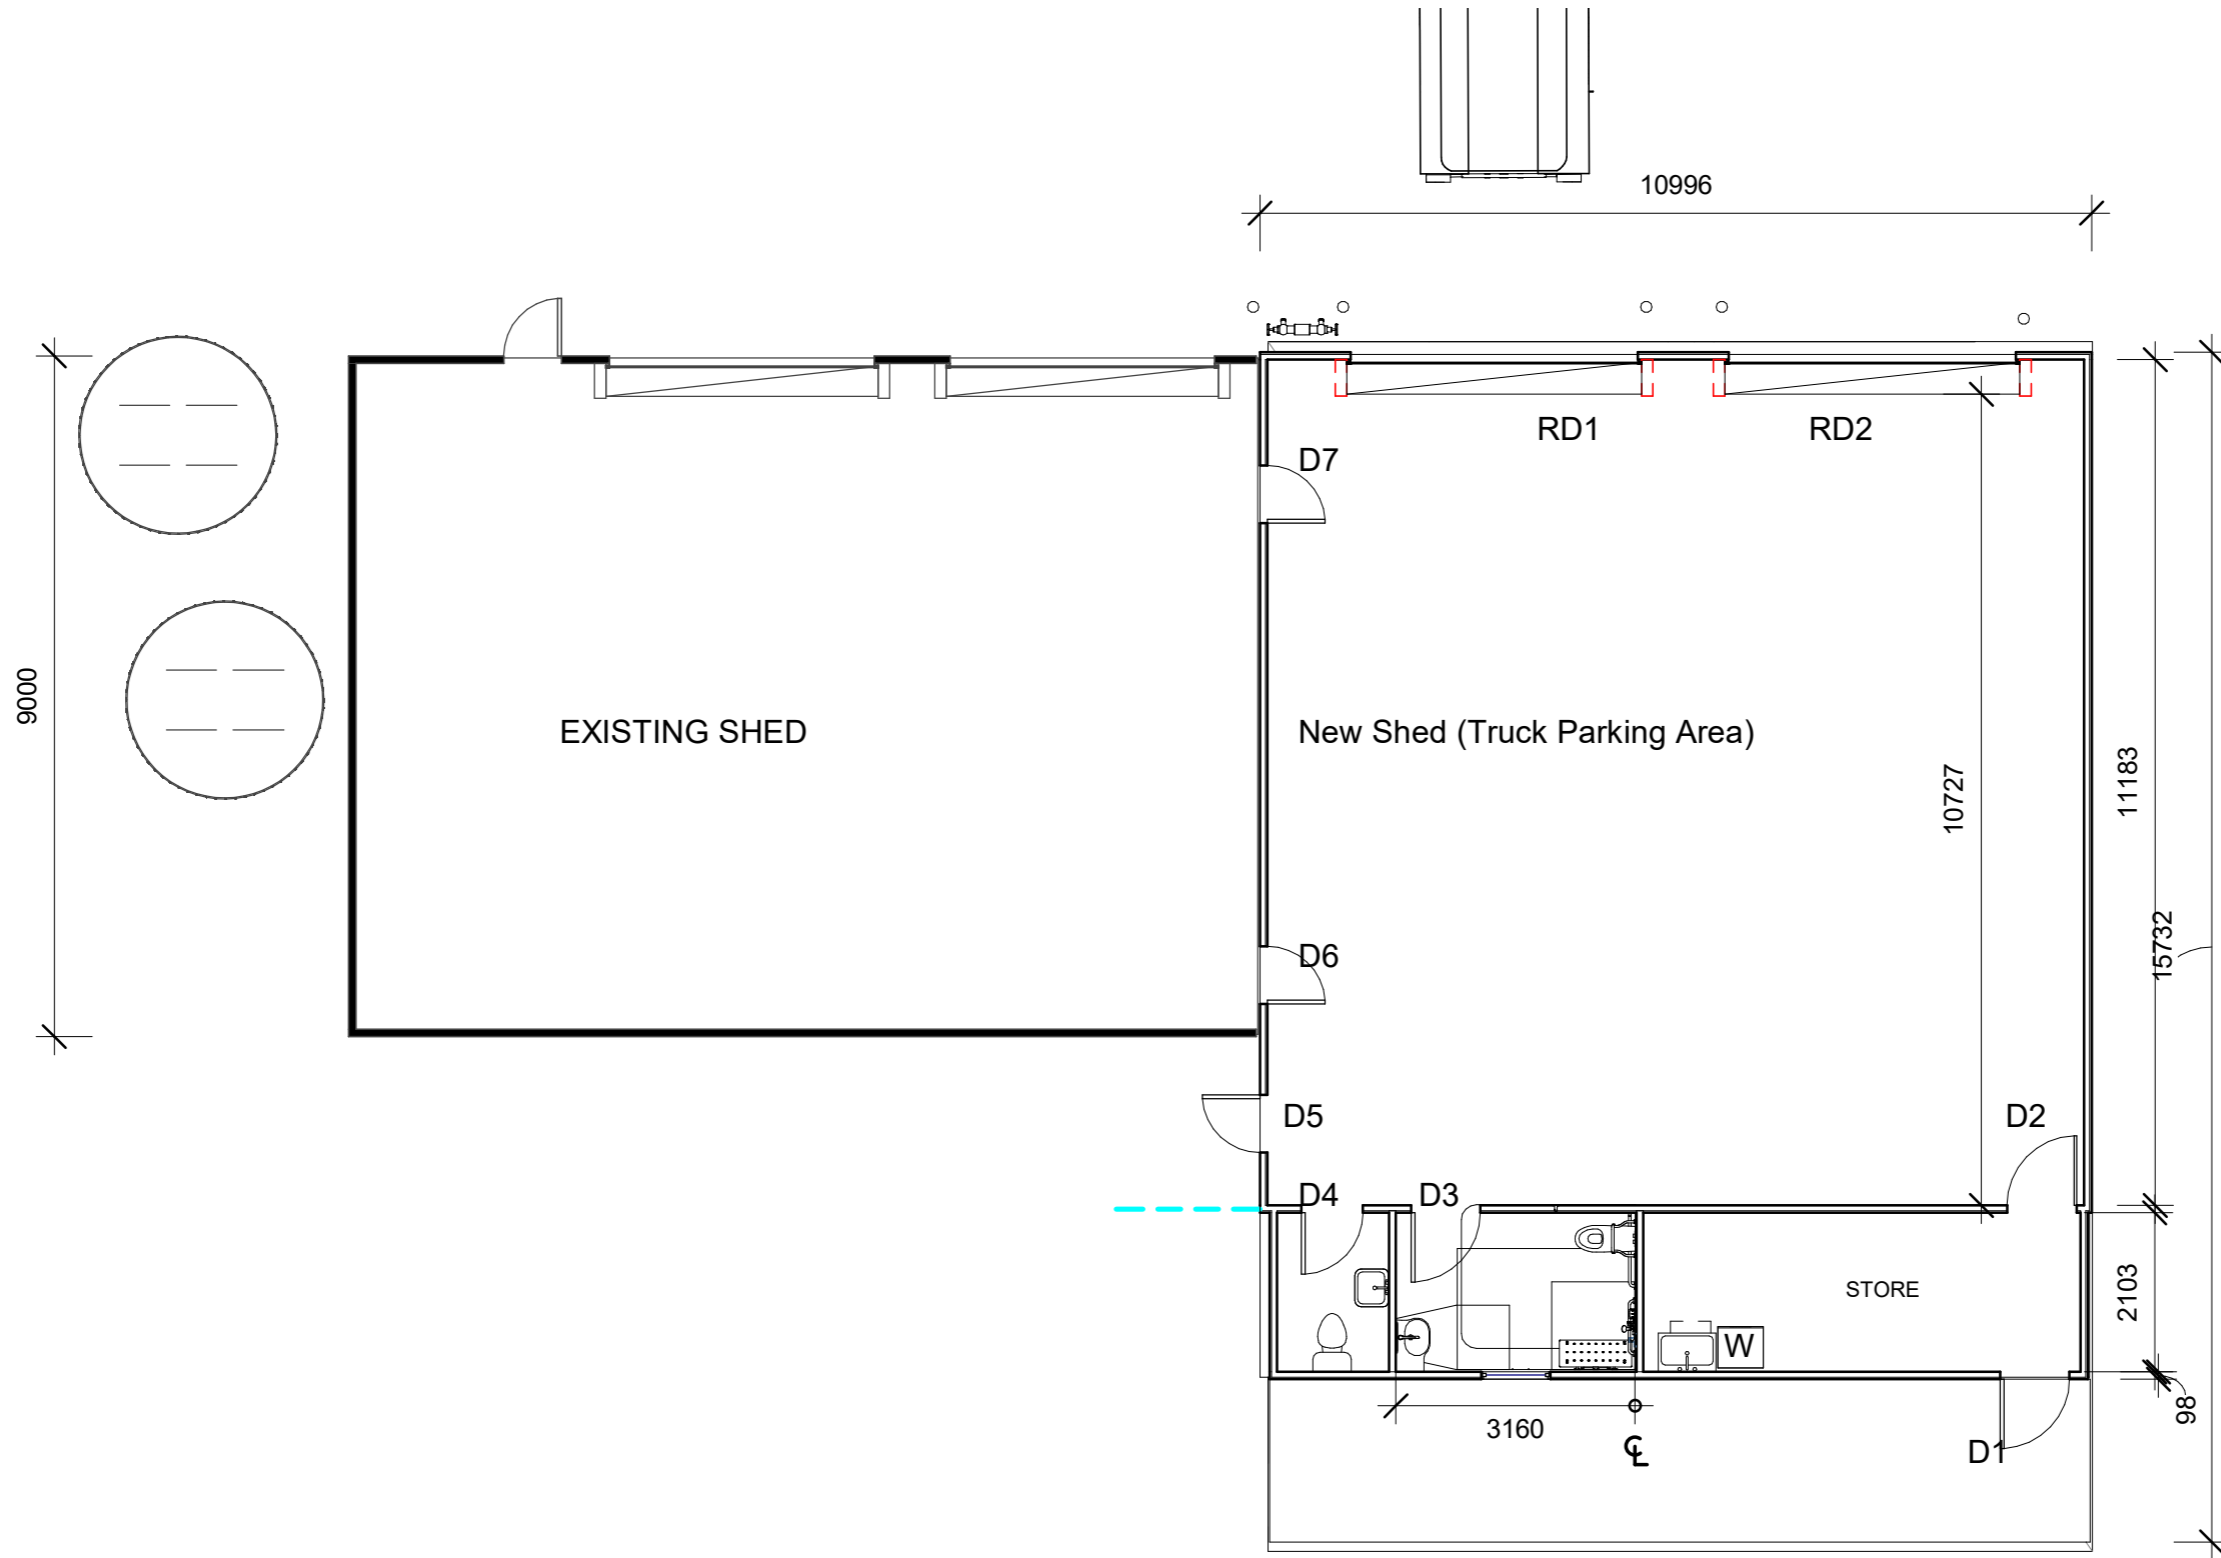 10996
RD1
RD2
D7
9000
EXISTING SHED
New Shed (Truck Parking Area)
10727
11183
15732
D6
D5
D2
D4
D3
STORE
2103
W
3160
98
℄
D1